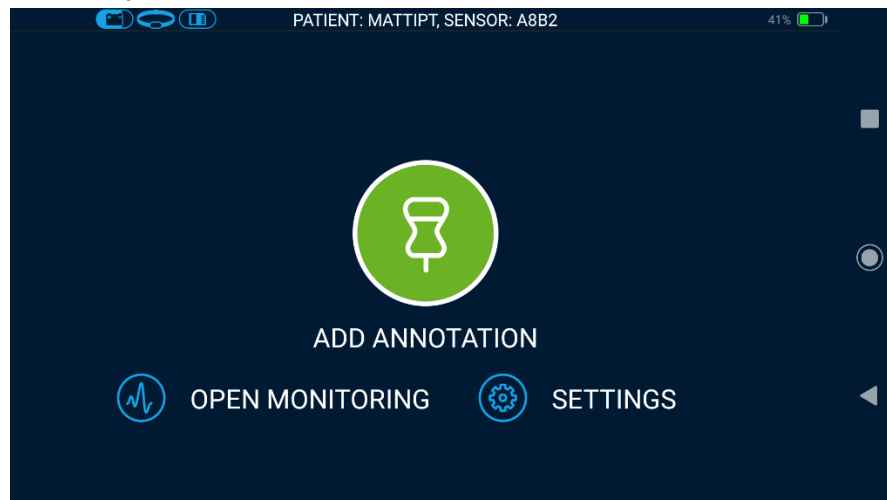 PATIENT: MATTIPT, SENSOR: A8B2 41%
ADD ANNOTATION
OPEN MONITORING SETTINGS